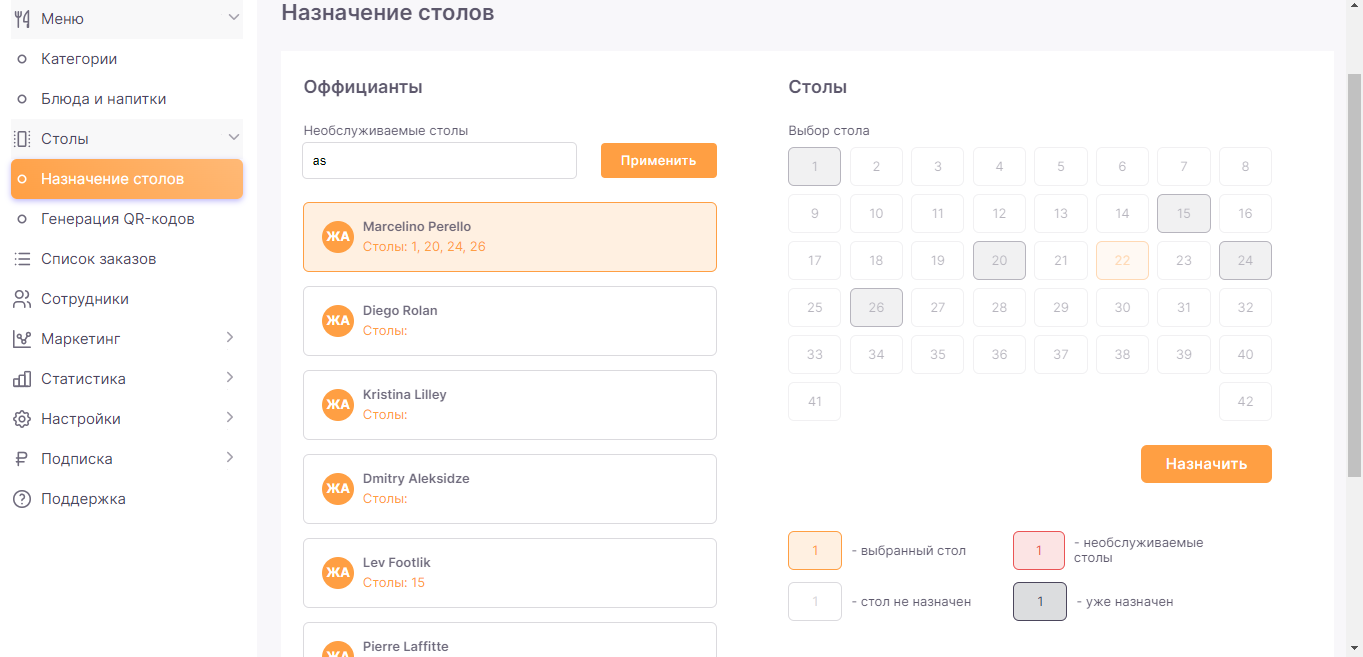 Меню
Категории
Блюда и напитки
Столы
Назначение столов
Генерация QR-кодов
Список заказов
Сотрудники
Маркетинг
Статистика
Настройки
Подписка
Поддержка
Назначение столов
Оффицианты
Необслуживаемые столы
as
Применить
ЖА
Marcelino Perello
Столы: 1, 20, 24, 26
ЖА
Diego Rolan
Столы:
ЖА
Kristina Lilley
Столы:
ЖА
Dmitry Aleksidze
Столы:
ЖА
Lev Footlik
Столы: 15
ЖА
Pierre Laffitte
Столы
Выбор стола
1 2 3 4 5 6 7 8
9 10 11 12 13 14 15 16
17 18 19 20 21 22 23 24
25 26 27 28 29 30 31 32
33 34 35 36 37 38 39 40
41 42
Назначить
1 - выбранный стол
1 - необслуживаемые
столы
1 - стол не назначен
1 - уже назначен